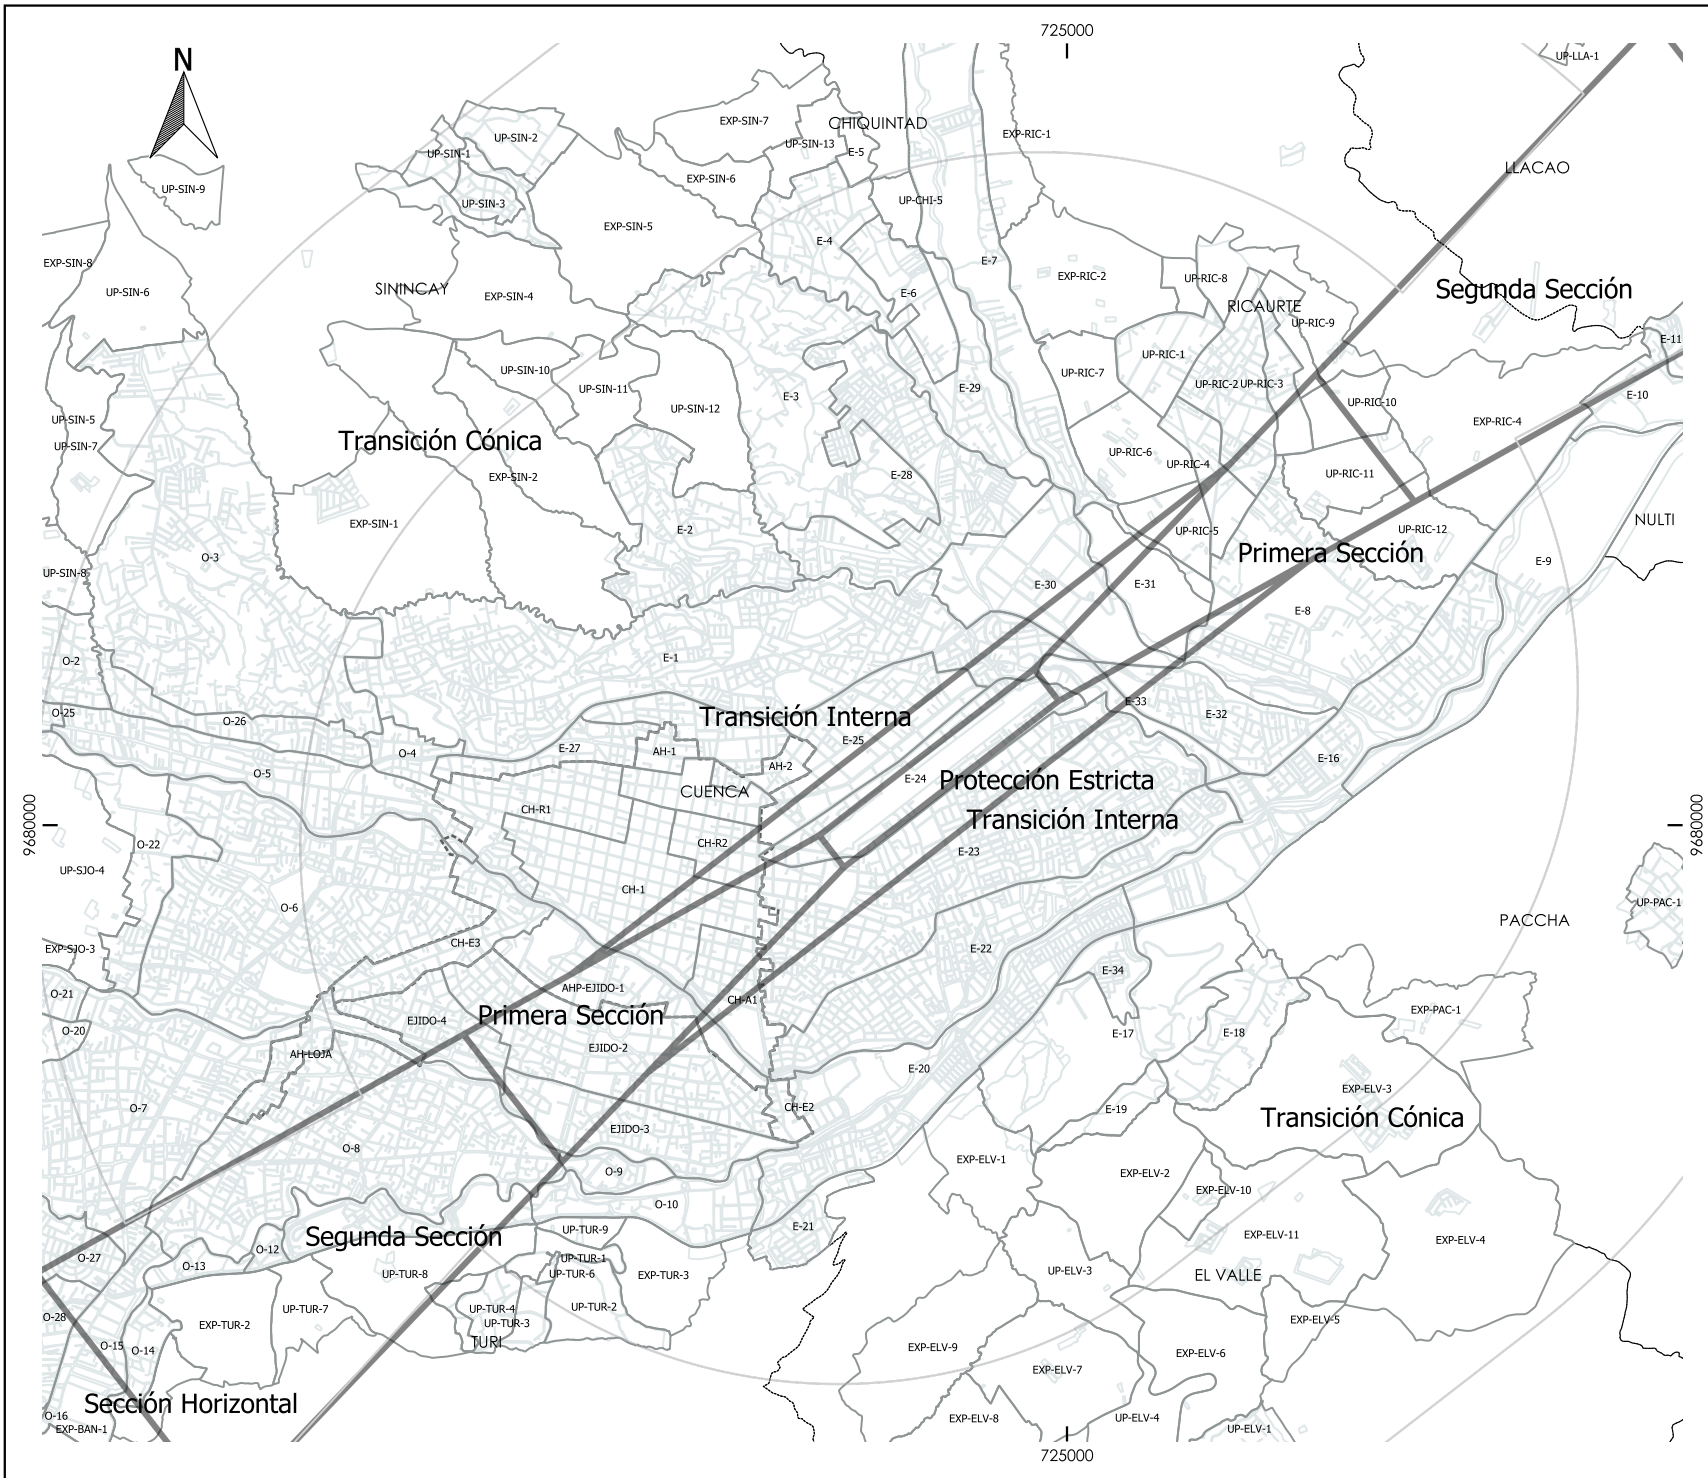 725000
N
UP-LLA-1
EXP-SIN-7
CHIQUINTAD
EXP-RIC-1
UP-SIN-2
UP-SIN-13
E-5
UP-SIN-1
LLACAO
EXP-SIN-6
UP-SIN-9
UP-SIN-3
UP-CHI-5
EXP-SIN-5
E-4
EXP-SIN-8
E-7
EXP-RIC-2
UP-RIC-8
UP-SIN-6
SININCAY
EXP-SIN-4
E-6
Segunda Sección
RICAURTE
UP-RIC-9
E-11
UP-RIC-1
UP-SIN-10
UP-RIC-7
UP-SIN-11
E-3
E-29
UP-RIC-2
UP-RIC-3
E-10
UP-SIN-12
UP-RIC-10
UP-SIN-5
EXP-RIC-4
Transición Cónica
UP-SIN-7
UP-RIC-6
UP-RIC-4
EXP-SIN-2
E-28
UP-RIC-11
EXP-SIN-1
E-2
NULTI
UP-RIC-5
UP-RIC-12
O-3
Primera Sección
E-9
UP-SIN-8
E-30
E-31
E-8
O-2
E-1
E-33
O-25
O-26
Transición Interna
E-32
E-25
O-4
E-27
AH-1
E-16
AH-2
O-5
E-24
Protección Estricta
CUENCA
CH-R1
Transición Interna
9680000
9680000
O-22
CH-R2
E-23
UP-SJO-4
CH-1
UP-PAC-1
O-6
PACCHA
EXP-SJO-3
CH-E3
E-22
E-34
AHP-EJIDO-1
O-21
CH-A1
EXP-PAC-1
EJIDO-4
Primera Sección
O-20
E-17
E-18
AH-LOJA
EJIDO-2
E-20
EXP-ELV-3
O-7
CH-E2
E-19
Transición Cónica
EJIDO-3
O-8
EXP-ELV-1
O-9
EXP-ELV-2
EXP-ELV-10
O-10
E-21
UP-TUR-9
Segunda Sección
EXP-ELV-11
EXP-ELV-4
O-12
O-27
UP-TUR-1
O-13
UP-TUR-8
UP-TUR-6
EXP-TUR-3
UP-ELV-3
EL VALLE
UP-TUR-7
UP-TUR-4
UP-TUR-2
O-28
EXP-TUR-2
UP-TUR-3
EXP-ELV-5
TURI
O-15
O-14
EXP-ELV-9
EXP-ELV-6
EXP-ELV-7
Sección Horizontal
O-16
EXP-BAN-1
EXP-ELV-8
UP-ELV-4
UP-ELV-1
725000